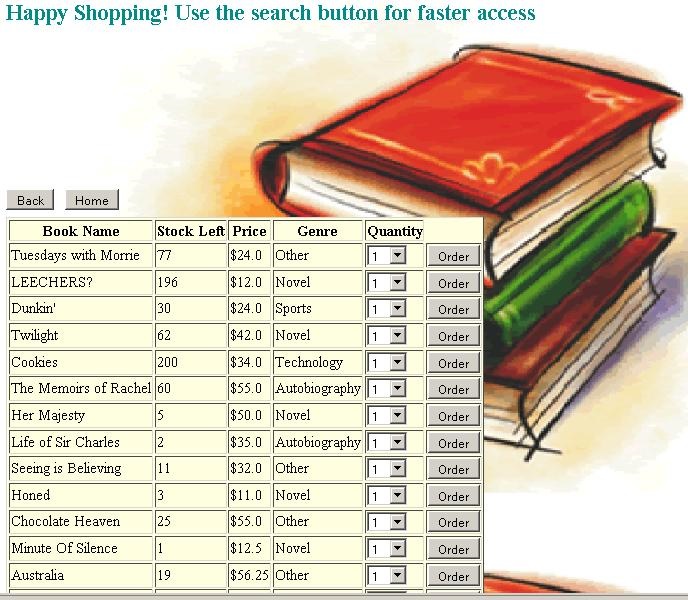 Happy Shopping! Use the search button for faster access
Back Home
Book Name Stock Left Price Genre Quantity
Tuesdays with Morrie 77 $24.0 Other 1 Order
LEECHERS? 196 $12.0 Novel 1 Order
Dunkin' 30 $24.0 Sports 1 Order
Twilight 62 $42.0 Novel 1 Order
Cookies 200 $34.0 Technology 1 Order
The Memoirs of Rachel 60 $55.0 Autobiography 1 Order
Her Majesty 5 $50.0 Novel 1 Order
Life of Sir Charles 2 $35.0 Autobiography 1 Order
Seeing is Believing 11 $32.0 Other 1 Order
Honed 3 $11.0 Novel 1 Order
Chocolate Heaven 25 $55.0 Other 1 Order
Minute Of Silence 1 $12.5 Novel 1 Order
Australia 19 $56.25 Other 1 Order